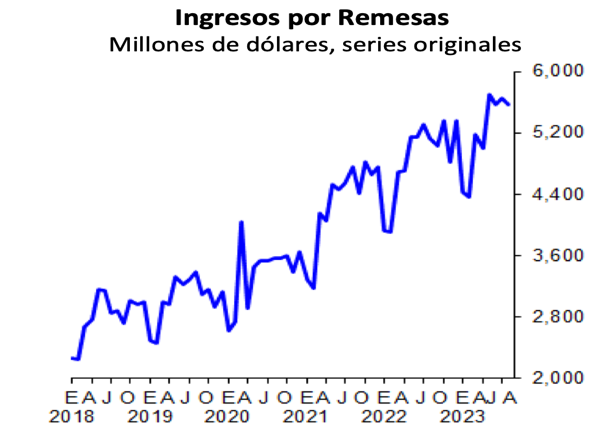 Ingresos por Remesas
Millones de dólares, series originales
6,000
5,200
4,400
3,600
2,800
2,000
E A J O E A J O E A J O E A J O E A J O E A J A
2018 2019 2020 2021 2022 2023